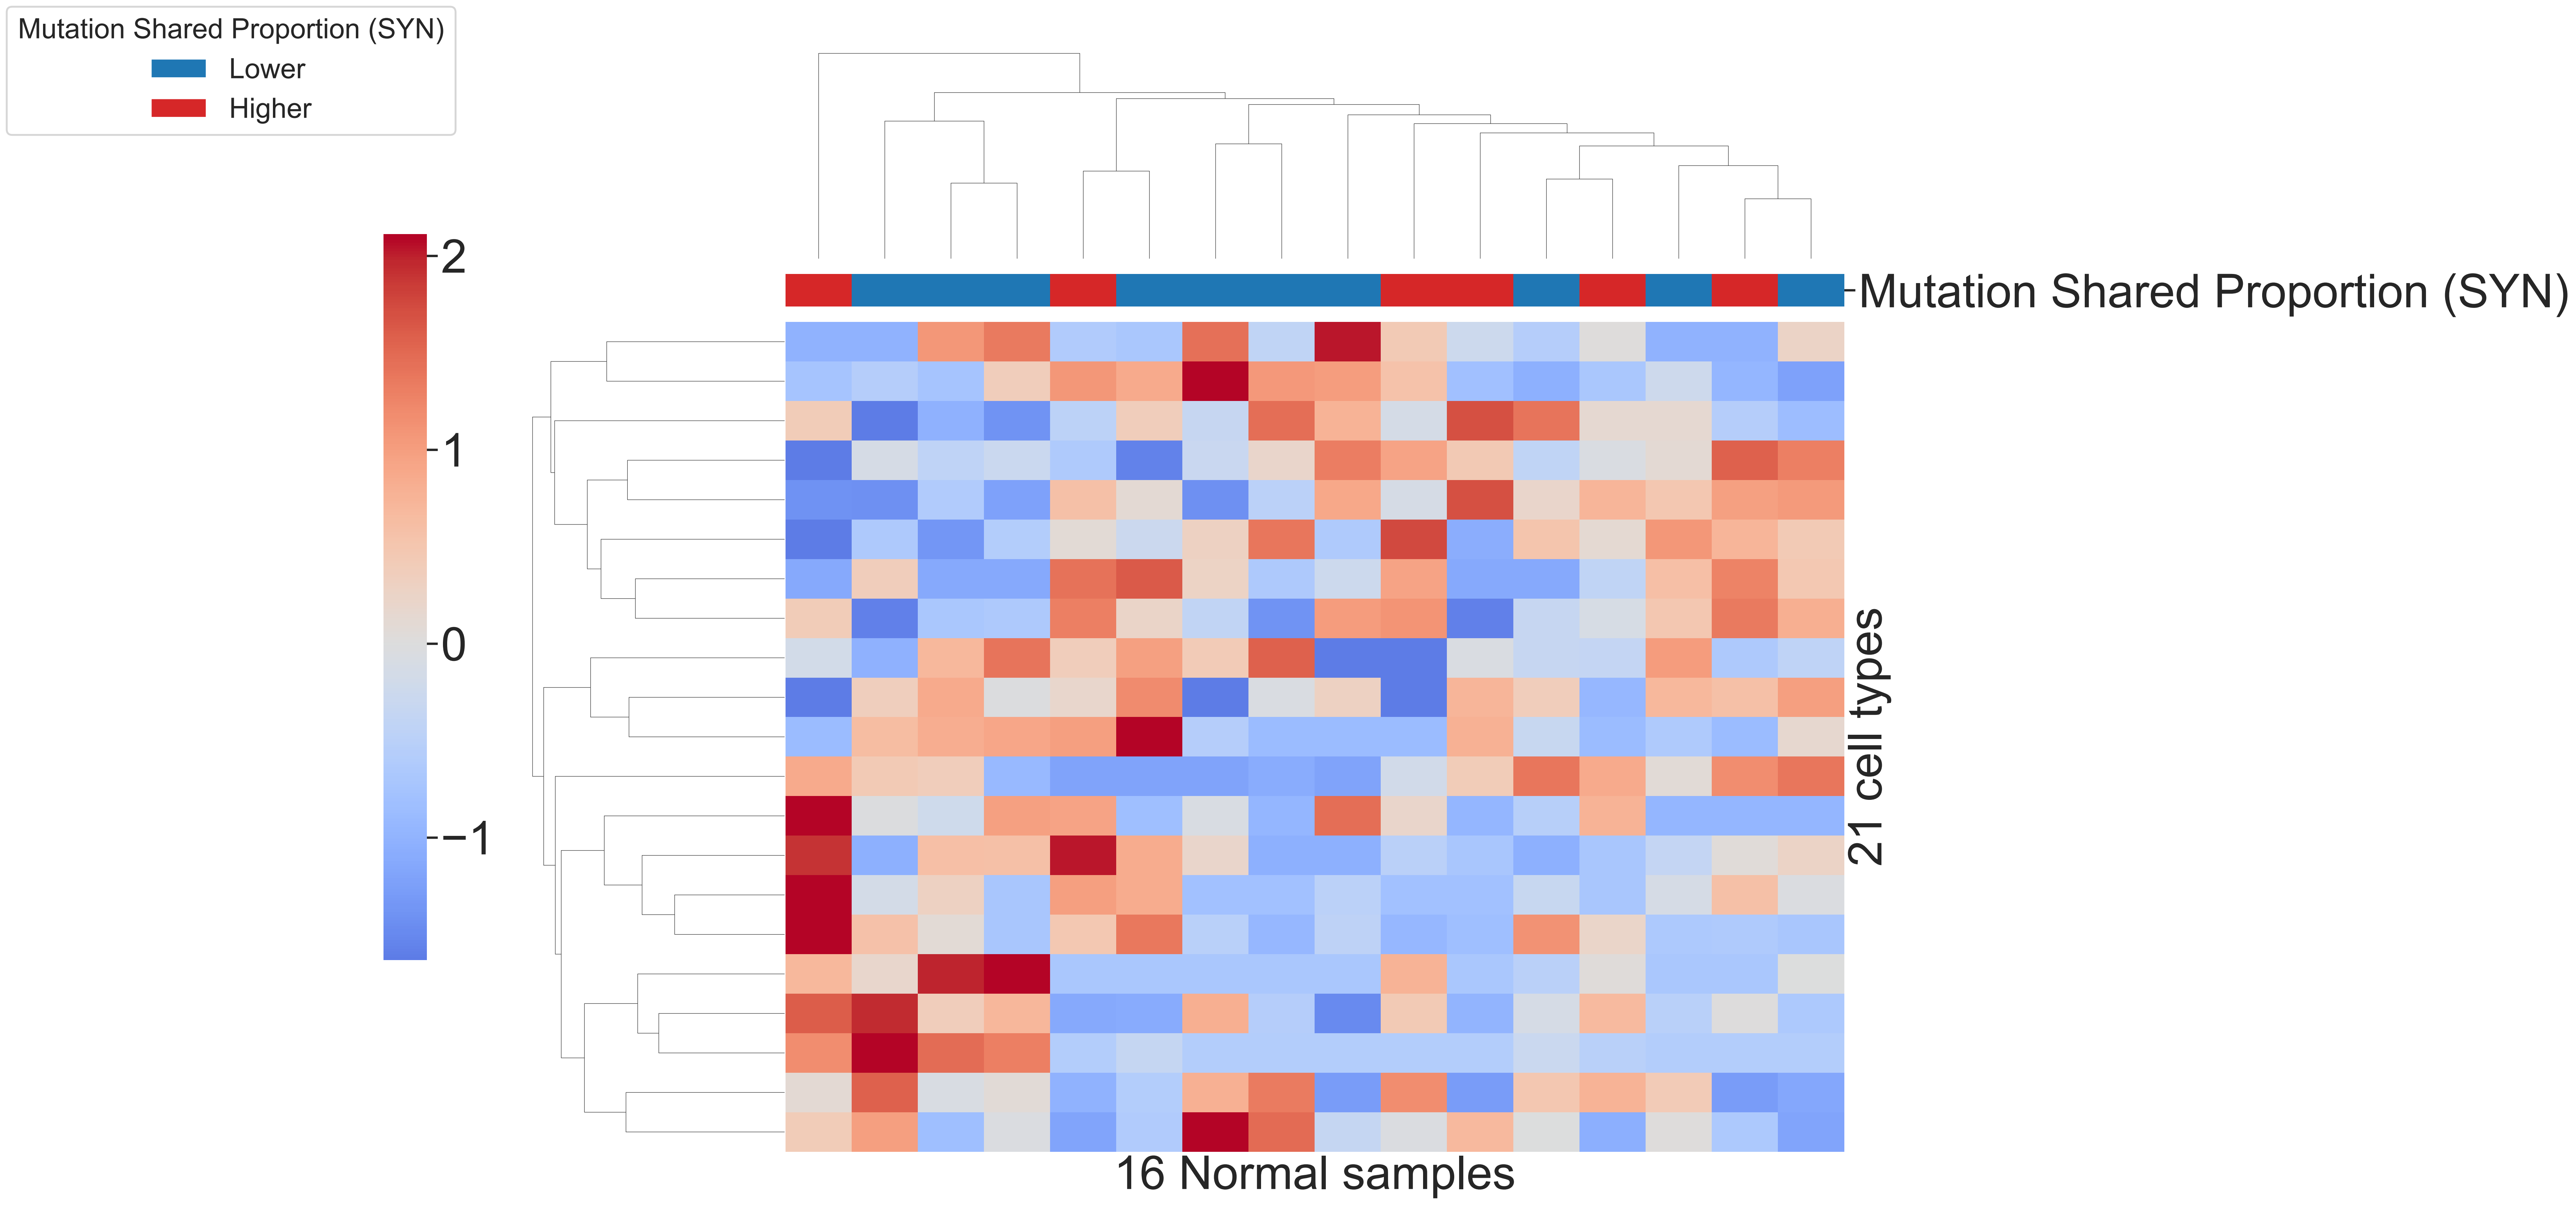 Mutation Shared Proportion (SYN)
Lower
Higher
2
1
0
−1
Mutation Shared Proportion (SYN)
21 cell types
16 Normal samples